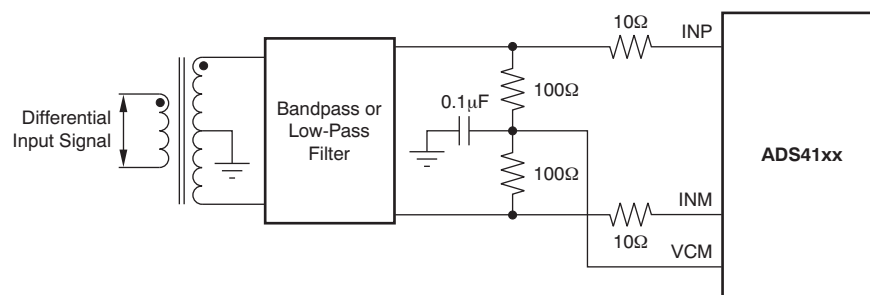 Differential
Input Signal
Bandpass or
Low-Pass
Filter
0.1μF
100Ω
100Ω
10Ω
INP
ADS41xx
INM
10Ω
VCM